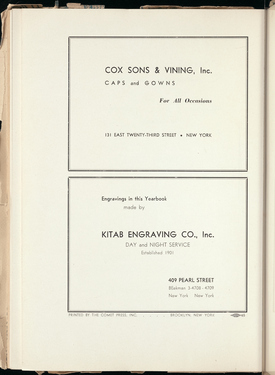 COX SONS & VINING, Inc.
CAPS and GOWNS
For All Occasions
131 EAST TWENTY-THIRD STREET • NEW YORK
Engravings in this Yearbook
made by
KITAB ENGRAVING CO., Inc.
DAY and NIGHT SERVICE
Established 1901
409 PEARL STREET
Blakman 3-4708 - 4709
New York New York
PRINTED BY THE COMET PRESS, INC. BROOKLYN, NEW YORK